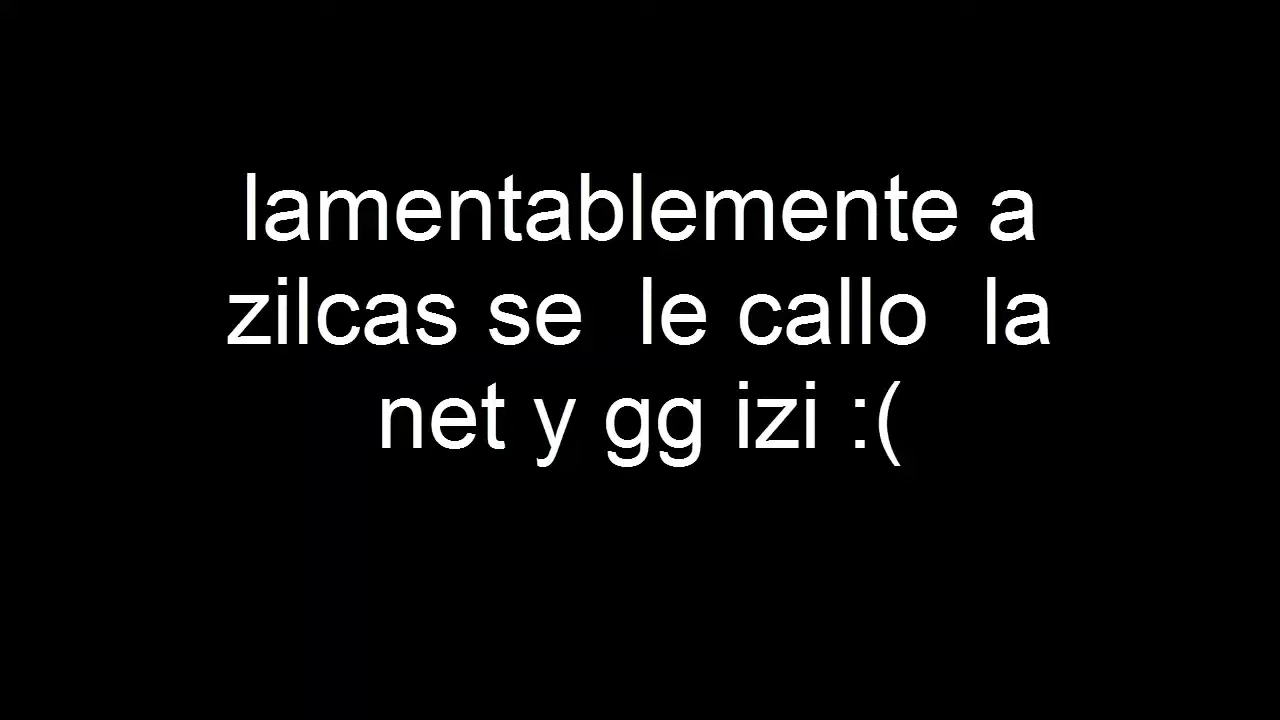 lamentablemente a
zilcas se  le callo  la
net y gg izi :(